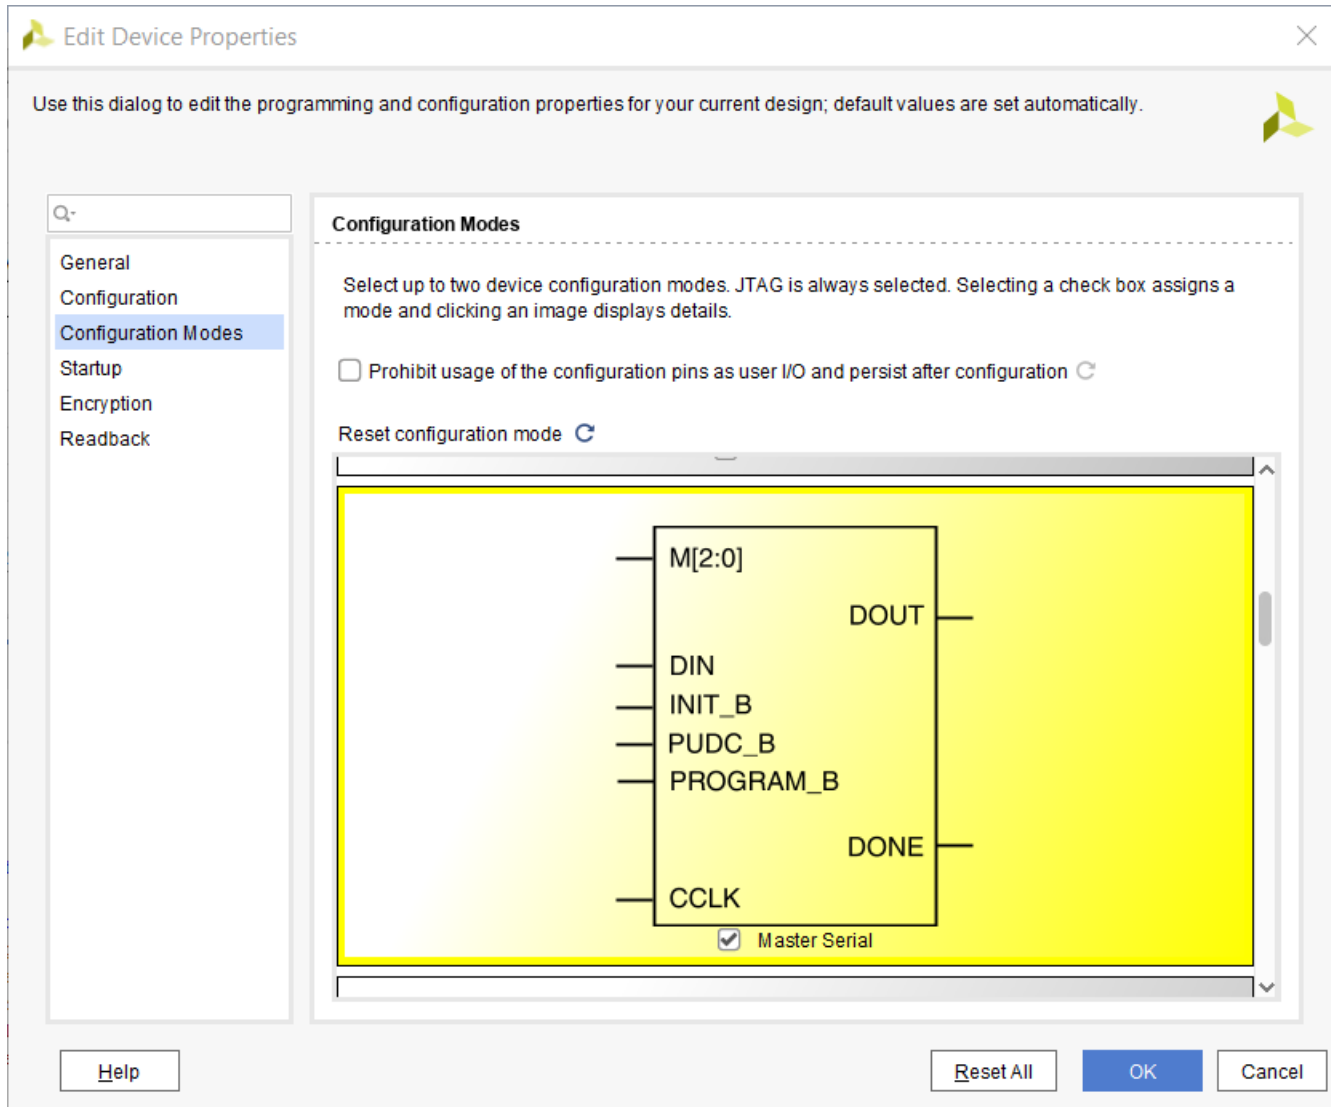 Edit Device Properties
Use this dialog to edit the programming and configuration properties for your current design; default values are set automatically.
General
Configuration
Configuration Modes
Startup
Encryption
Readback
Configuration Modes
Select up to two device configuration modes. JTAG is always selected. Selecting a check box assigns a
mode and clicking an image displays details.
Prohibit usage of the configuration pins as user I/O and persist after configuration
Reset configuration mode
M[2:0]
DOUT
DIN
INIT_B
PUDC_B
PROGRAM_B
DONE
CCLK
Master Serial
Help
Reset All
OK
Cancel